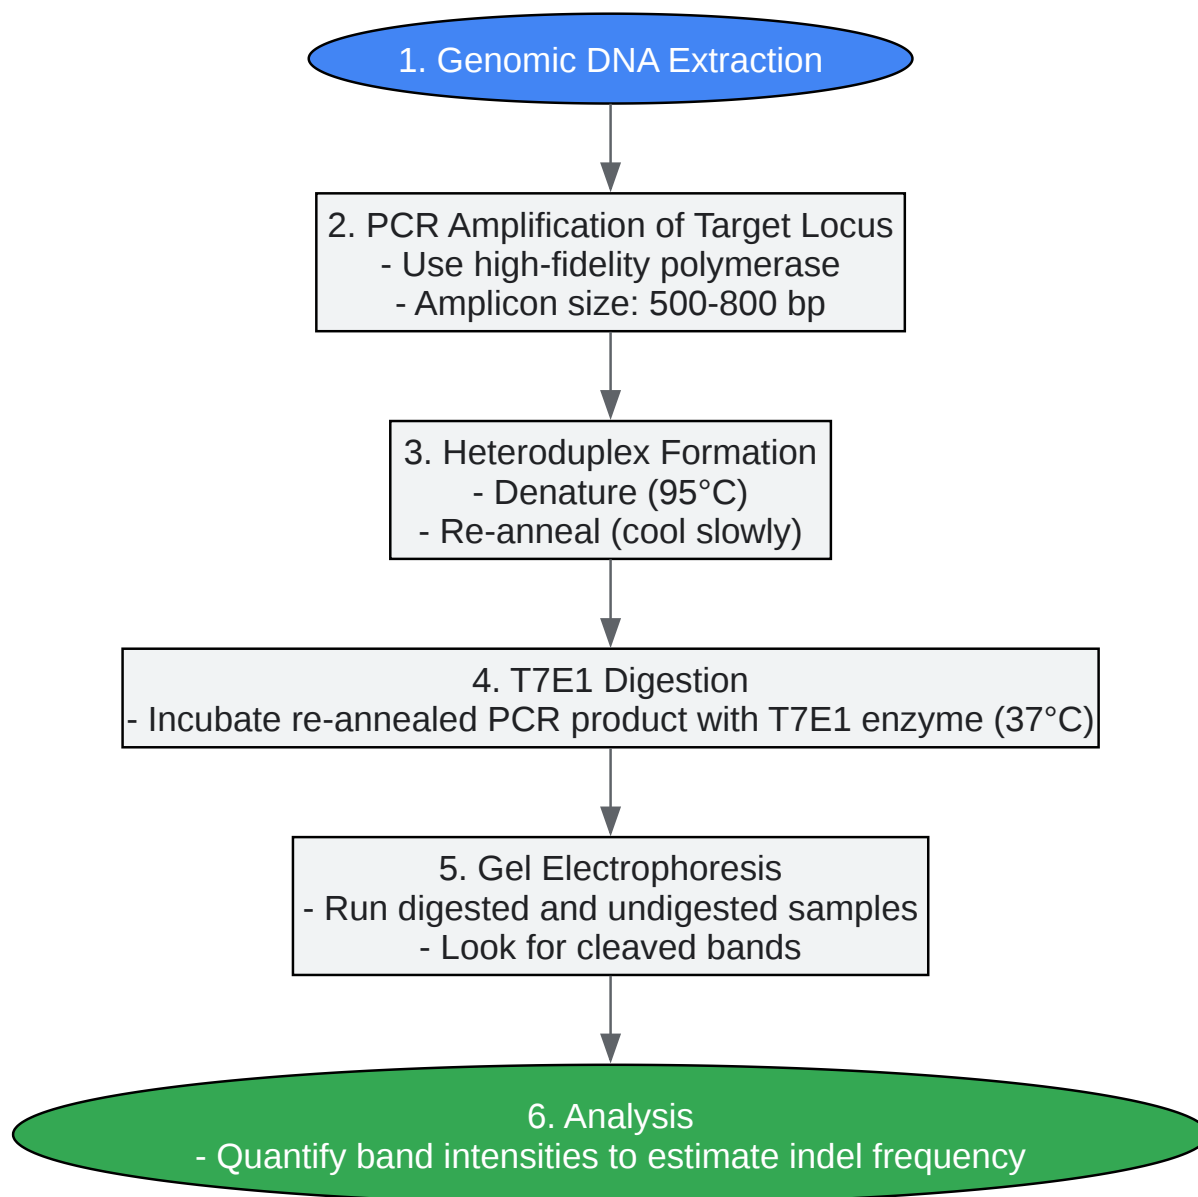 1. Genomic DNA Extraction
2. PCR Amplification of Target Locus
- Use high-fidelity polymerase
- Amplicon size: 500-800 bp
3. Heteroduplex Formation
- Denature (95°C)
- Re-anneal (cool slowly)
4. T7E1 Digestion
- Incubate re-annealed PCR product with T7E1 enzyme (37°C)
5. Gel Electrophoresis
- Run digested and undigested samples
- Look for cleaved bands
6. Analysis
- Quantify band intensities to estimate indel frequency